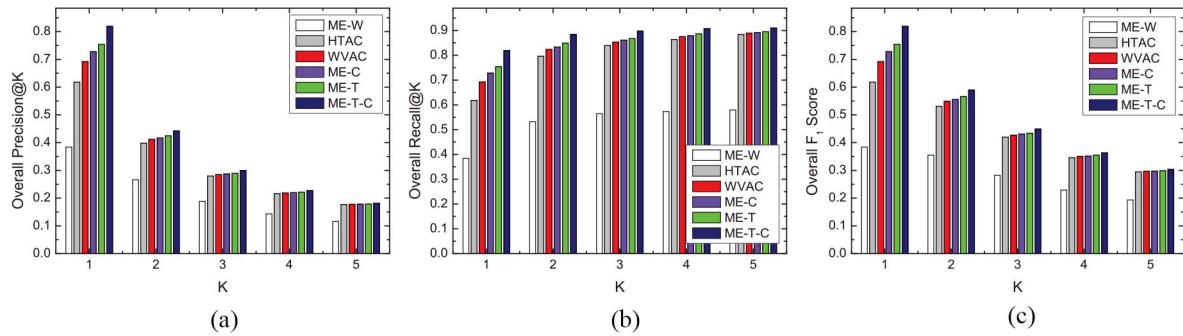 Overall Precision@K
0.8
0.7
0.6
0.5
0.4
0.3
0.2
0.1
0.0
1 2 3 4 5
K
ME-W
HTAC
WVAC
ME-C
ME-T
ME-T-C
(a)
Overall Recall@K
0.9
0.8
0.7
0.6
0.5
0.4
0.3
0.2
0.1
0.0
1 2 3 4 5
K
ME-W
HTAC
WVAC
ME-C
ME-T
ME-T-C
(b)
Overall F1 Score
0.8
0.7
0.6
0.5
0.4
0.3
0.2
0.1
0.0
1 2 3 4 5
K
ME-W
HTAC
WVAC
ME-C
ME-T
ME-T-C
(c)